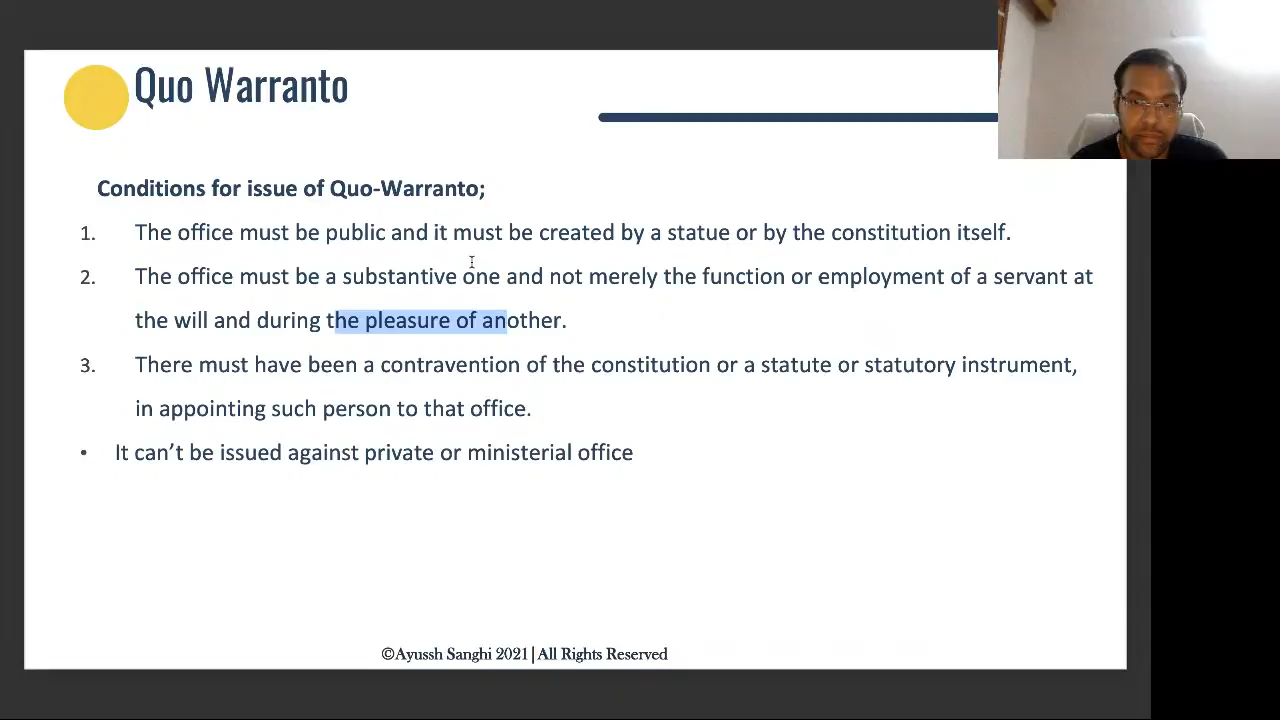 Quo Warranto
Conditions for issue of Quo-Warranto;
1. The office must be public and it must be created by a statue or by the constitution itself.
2. The office must be a substantive one and not merely the function or employment of a servant at
the will and during the pleasure of another.
3. There must have been a contravention of the constitution or a statute or statutory instrument,
in appointing such person to that office.
• It can’t be issued against private or ministerial office
©Ayussh Sanghi 2021|All Rights Reserved